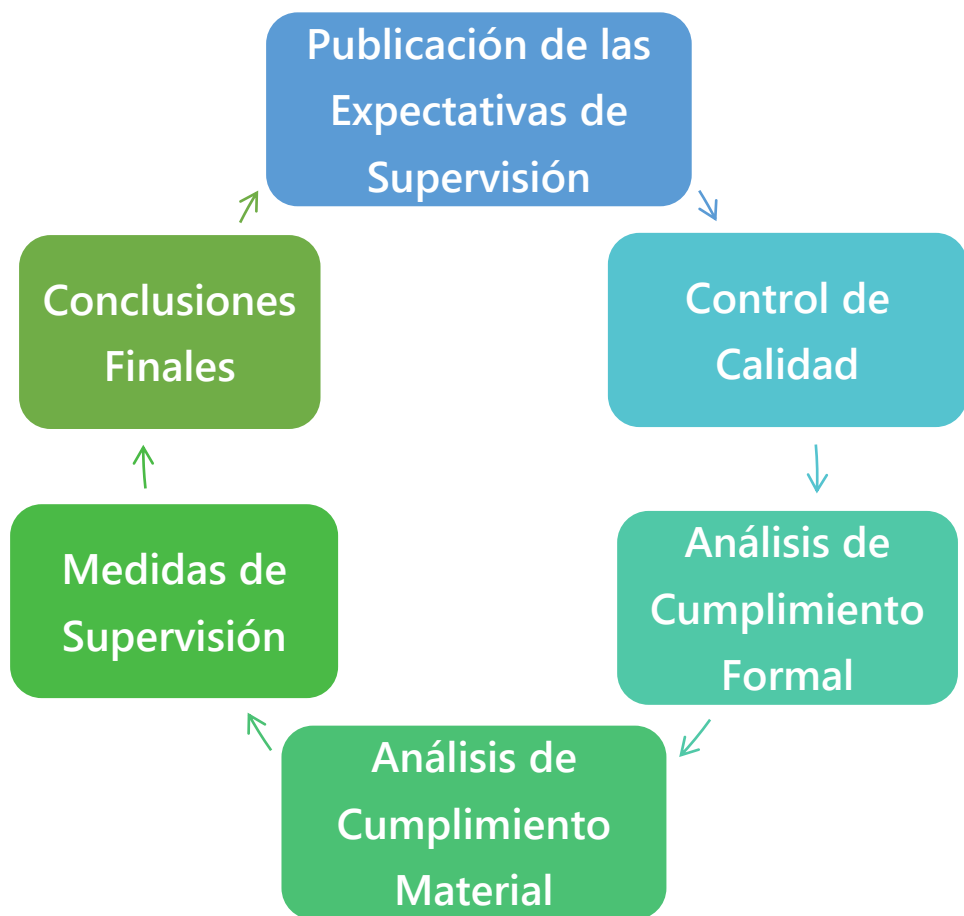 Publicación de las
Expectativas de
Supervisión
Control de
Calidad
Análisis de
Cumplimiento
Formal
Análisis de
Cumplimiento
Material
Medidas de
Supervisión
Conclusiones
Finales